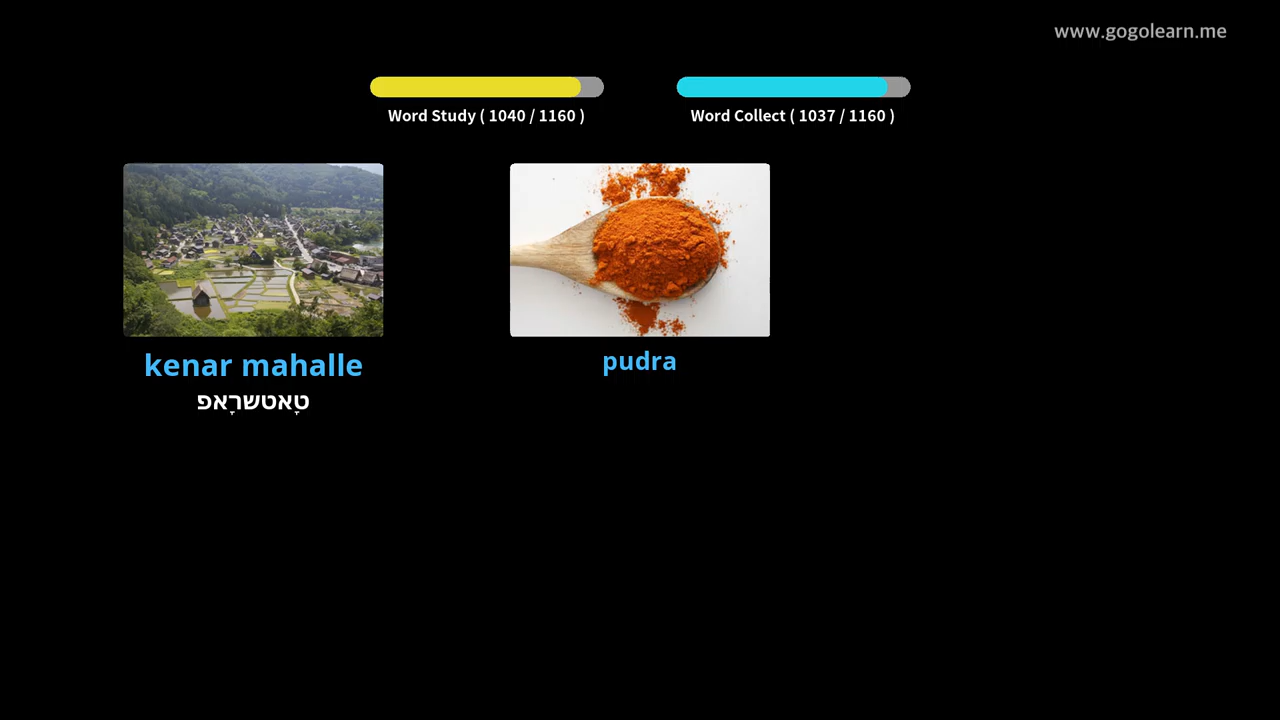 www.gogolearn.me
Word Study ( 1040 / 1160 )
Word Collect ( 1037 / 1160 )
kenar mahalle
טָאטשרָאפ
pudra